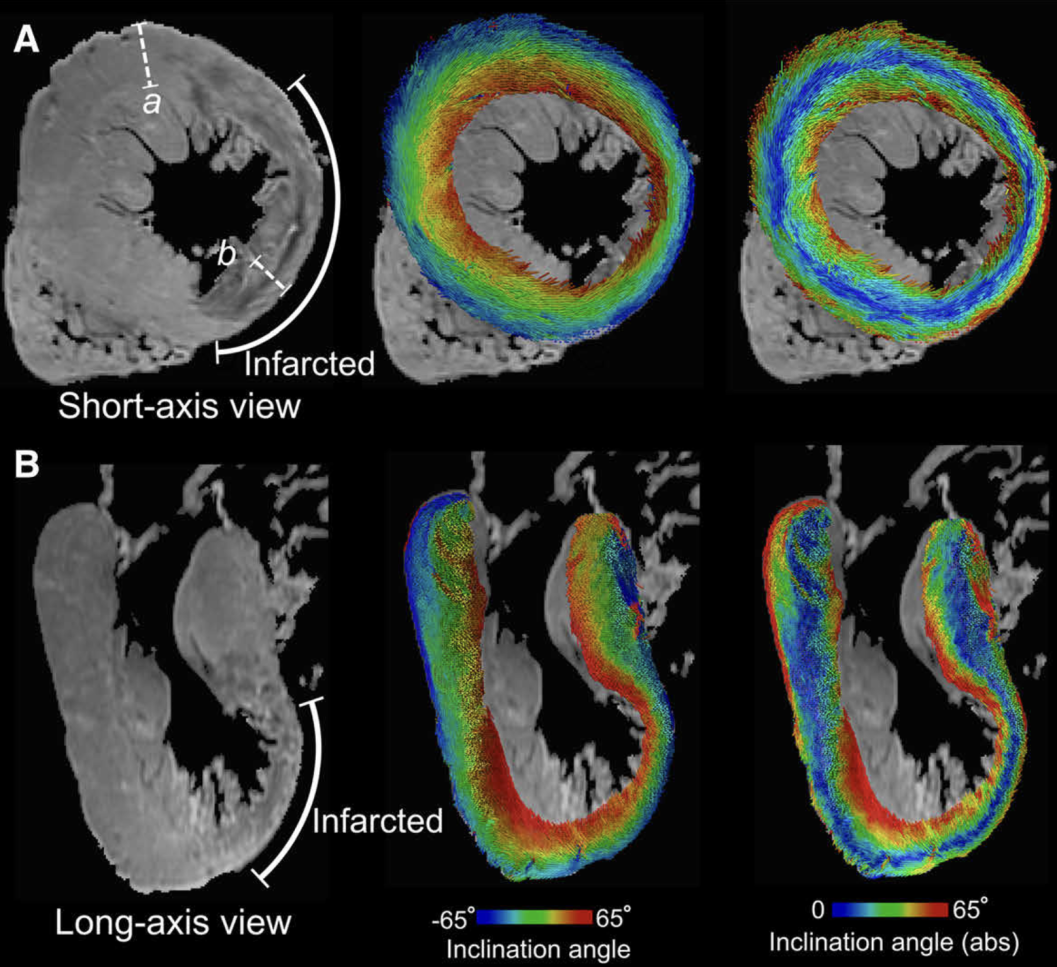 A
a
b
Infarcted
Short-axis view
B
Infarcted
Long-axis view
-65° 65°
Inclination angle
0 65°
Inclination angle (abs)